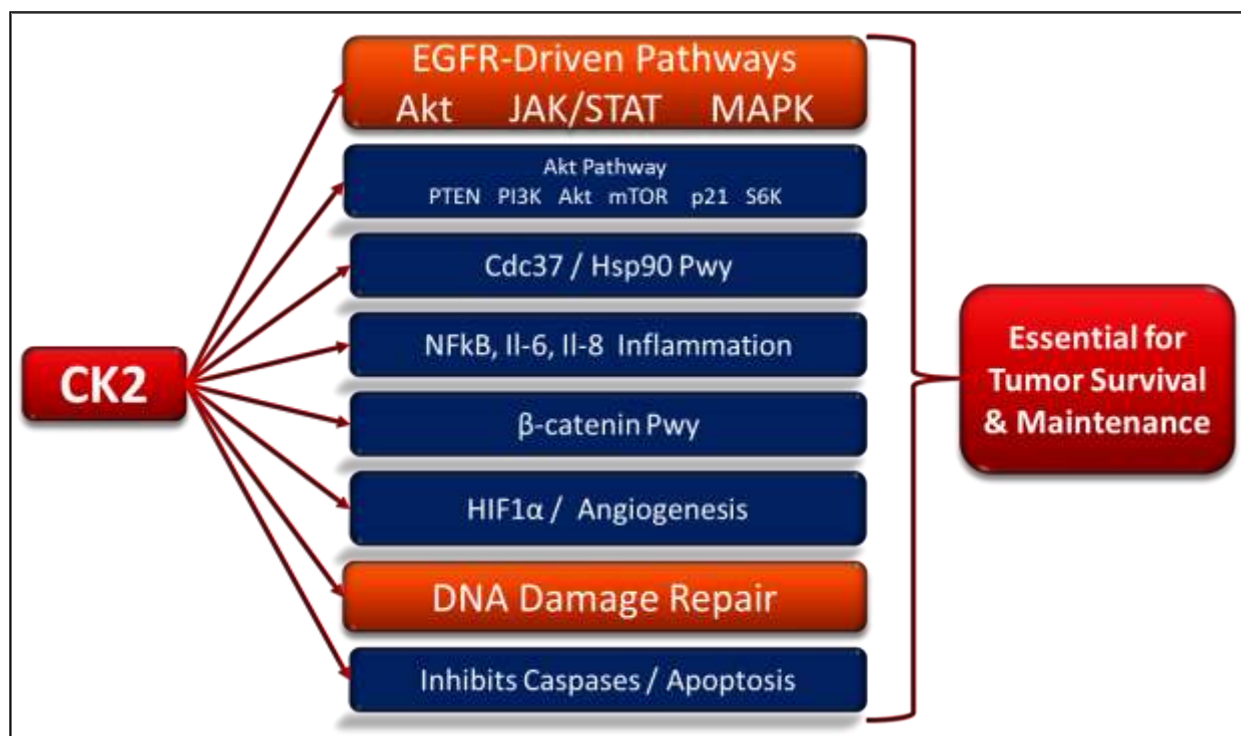 EGFR-Driven Pathways
Akt JAK/STAT MAPK
Akt Pathway
PTEN PI3K Akt mTOR p21 S6K
Cdc37 / Hsp90 Pwy
NFkB, Il-6, Il-8 Inflammation
CK2
β-catenin Pwy
HIF1α / Angiogenesis
DNA Damage Repair
Inhibits Caspases / Apoptosis
Essential for
Tumor Survival
& Maintenance